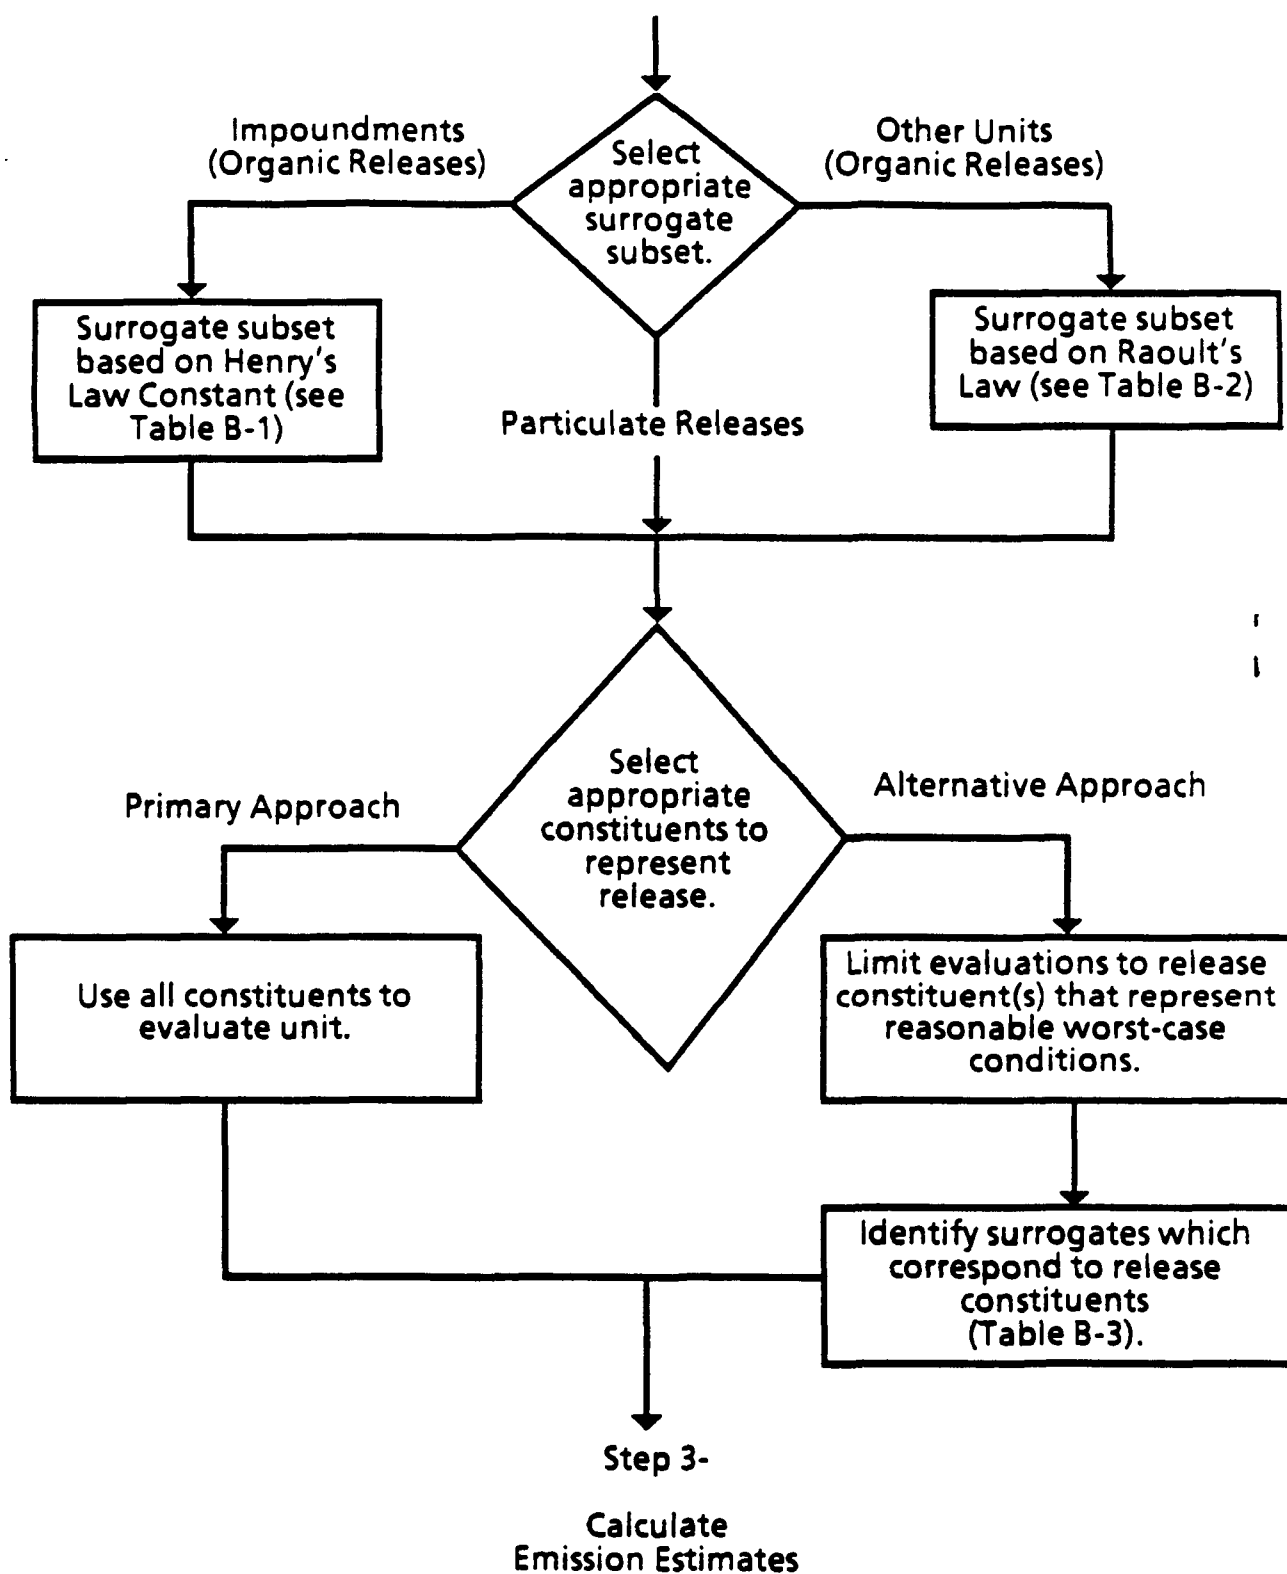 Impoundments
(Organic Releases)
Select
appropriate
surrogate
subset.
Other Units
(Organic Releases)
Surrogate subset
based on Henry's
Law Constant (see
Table B-1)
Particulate Releases
Surrogate subset
based on Raoult's
Law (see Table B-2)
Primary Approach
Select
appropriate
constituents to
represent
release.
Alternative Approach
Use all constituents to
evaluate unit.
Limit evaluations to release
constituent(s) that represent
reasonable worst-case
conditions.
Identify surrogates which
correspond to release
constituents
(Table B-3).
Step 3-
Calculate
Emission Estimates